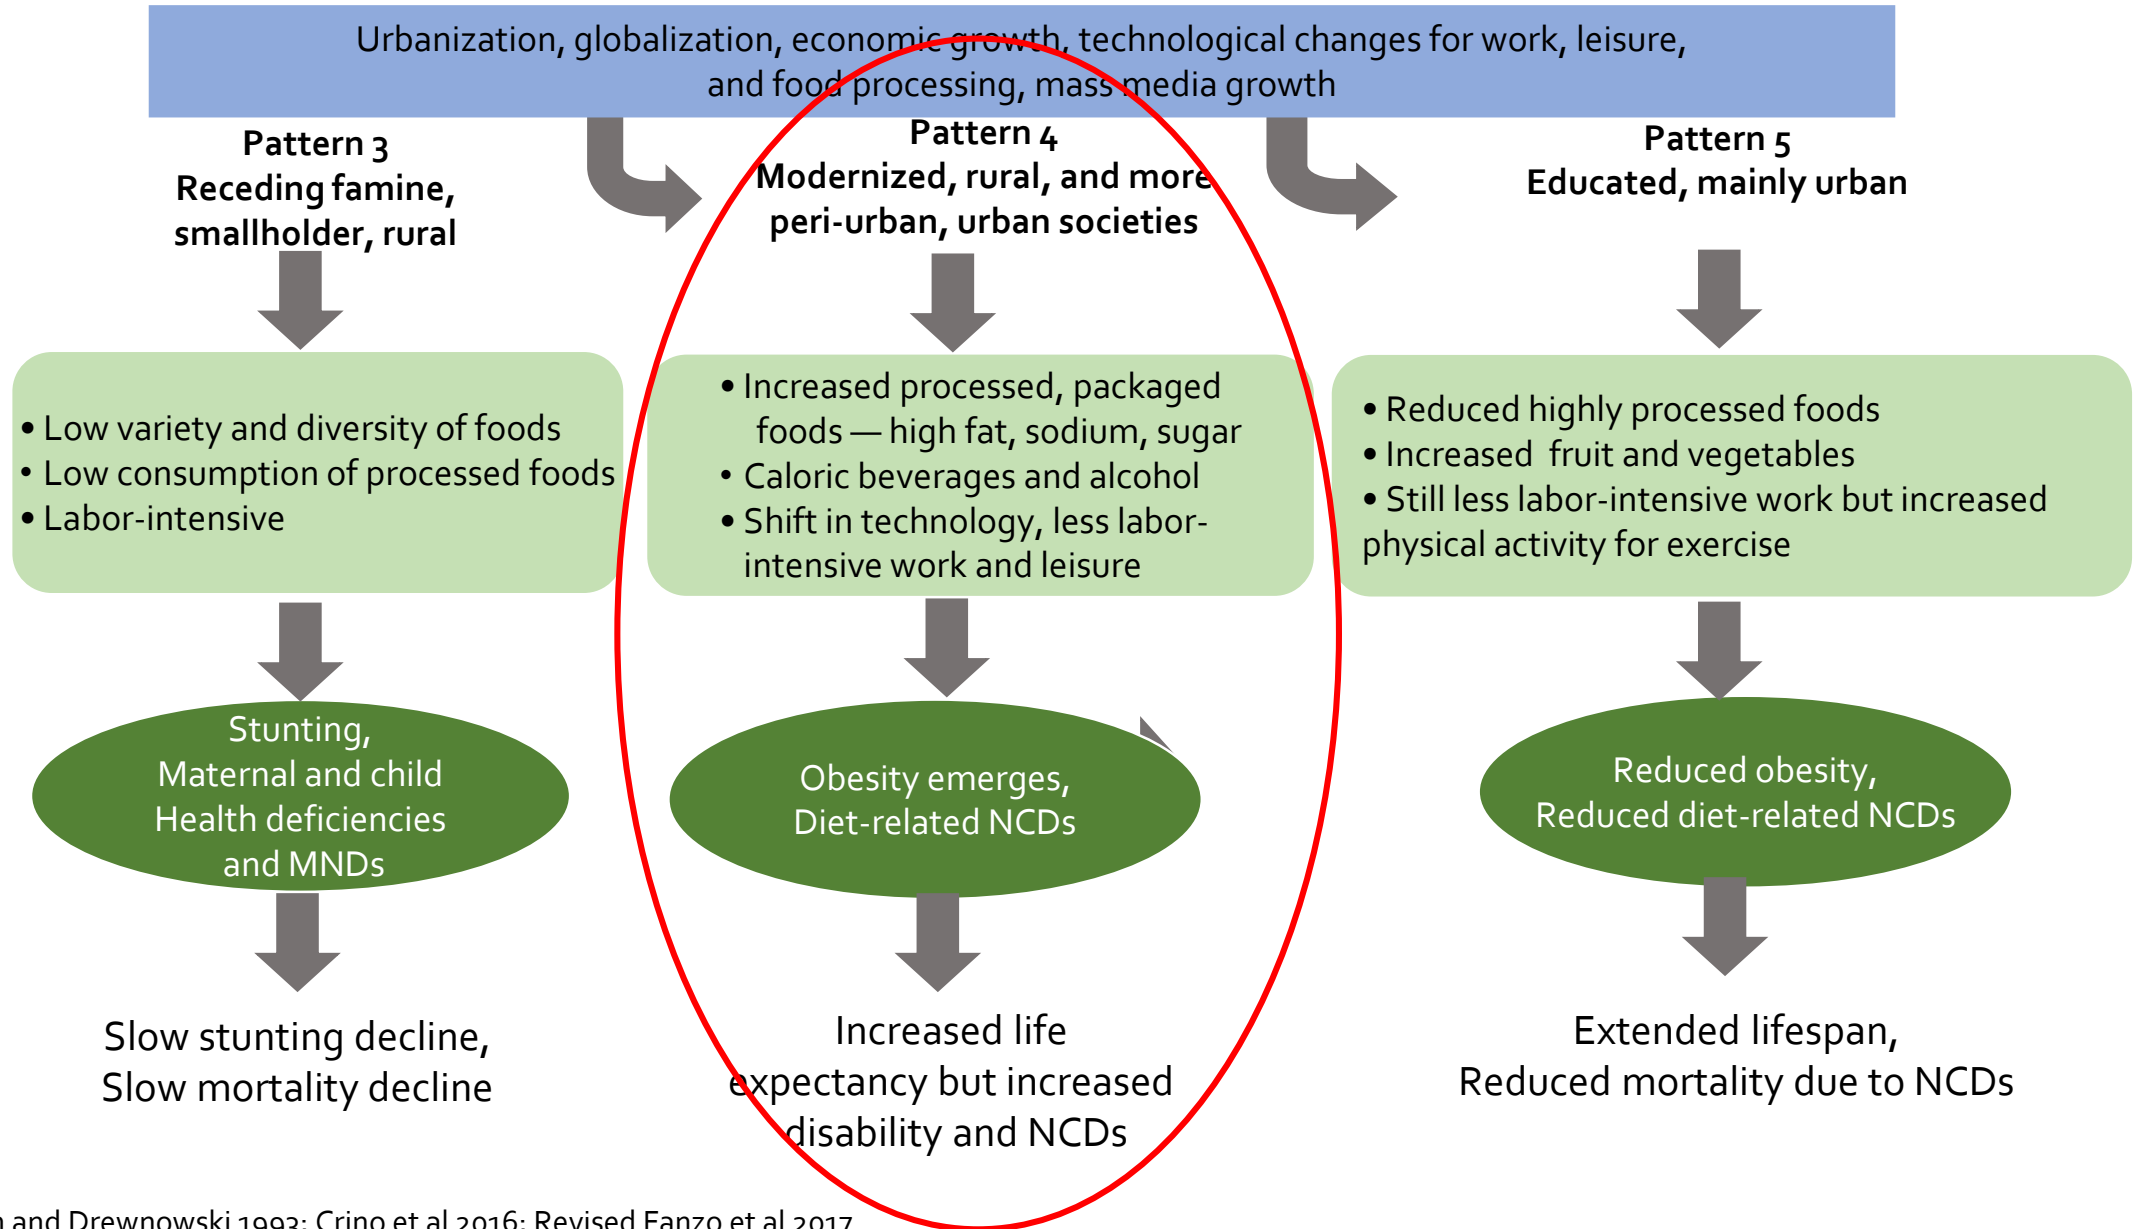 Urbanization, globalization, economic growth, technological changes for work, leisure,
and food processing, mass media growth
Pattern 3
Receding famine,
smallholder, rural
• Low variety and diversity of foods
• Low consumption of processed foods
• Labor-intensive
Stunting,
Maternal and child
Health deficiencies
and MNDs
Slow stunting decline,
Slow mortality decline
Pattern 4
Modernized, rural, and more
peri-urban, urban societies
• Increased processed, packaged
foods — high fat, sodium, sugar
• Caloric beverages and alcohol
• Shift in technology, less labor-
intensive work and leisure
Obesity emerges,
Diet-related NCDs
Increased life
expectancy but increased
disability and NCDs
Pattern 5
Educated, mainly urban
• Reduced highly processed foods
• Increased fruit and vegetables
• Still less labor-intensive work but increased
physical activity for exercise
Reduced obesity,
Reduced diet-related NCDs
Extended lifespan,
Reduced mortality due to NCDs
and Drewnowski 1993; Crino et al 2016; Revised Fanzo et al 2017